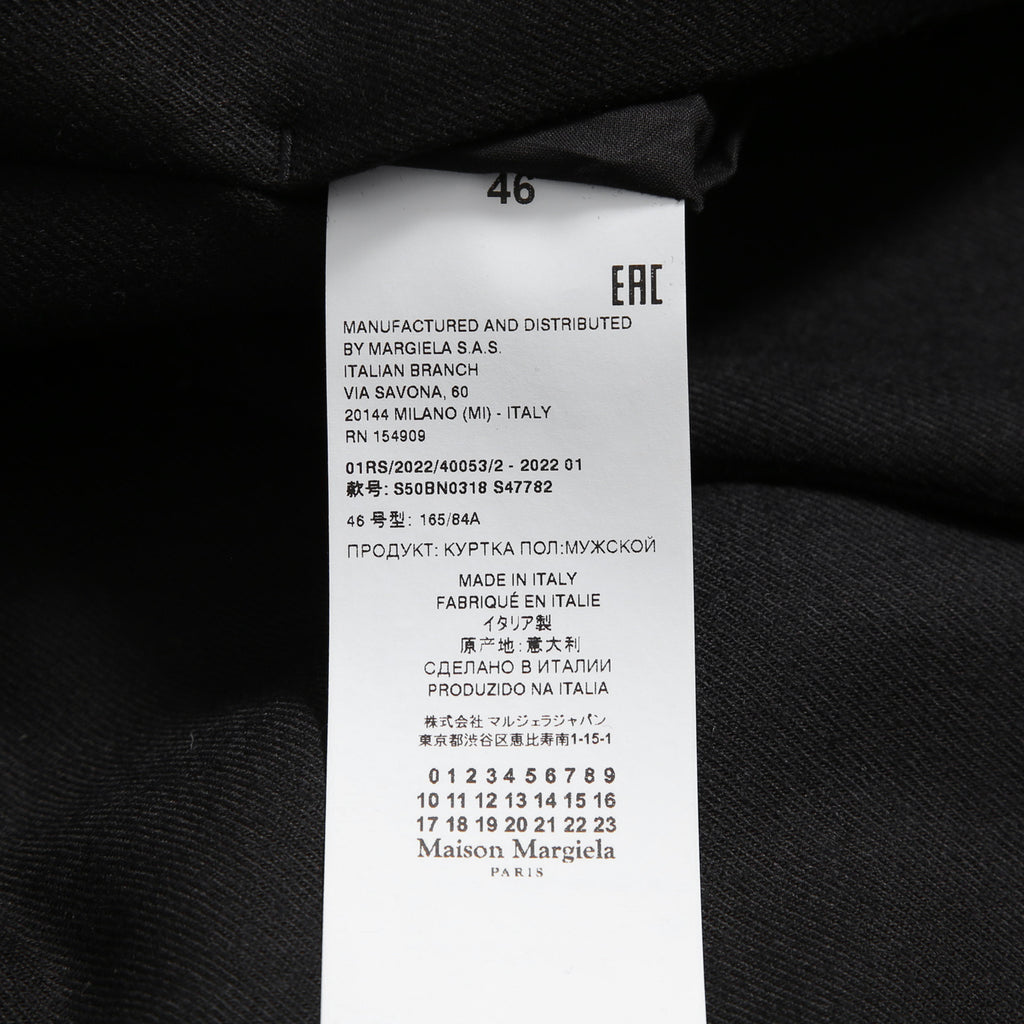 46
EAC
MANUFACTURED AND DISTRIBUTED
BY MARGIELA S.A.S.
ITALIAN BRANCH
VIA SAVONA, 60
20144 MILANO (MI) - ITALY
RN 154909
01RS/2022/40053/2 - 2022 01
款号: S50BN0318 S47782
46 号型: 165/84A
ПРОДУКТ: КУРТКА ПОЛ:МУЖСКОЙ
MADE IN ITALY
FABRIQUÉ EN ITALIE
イタリア製
原产地: 意大利
СДЕЛАНО В ИТАЛИИ
PRODUZIDO NA ITALIA
株式会社 マルジェラジャパン
東京都渋谷区恵比寿南1-15-1
0 1 2 3 4 5 6 7 8 9
10 11 12 13 14 15 16
17 18 19 20 21 22 23
Maison Margiela
PARIS